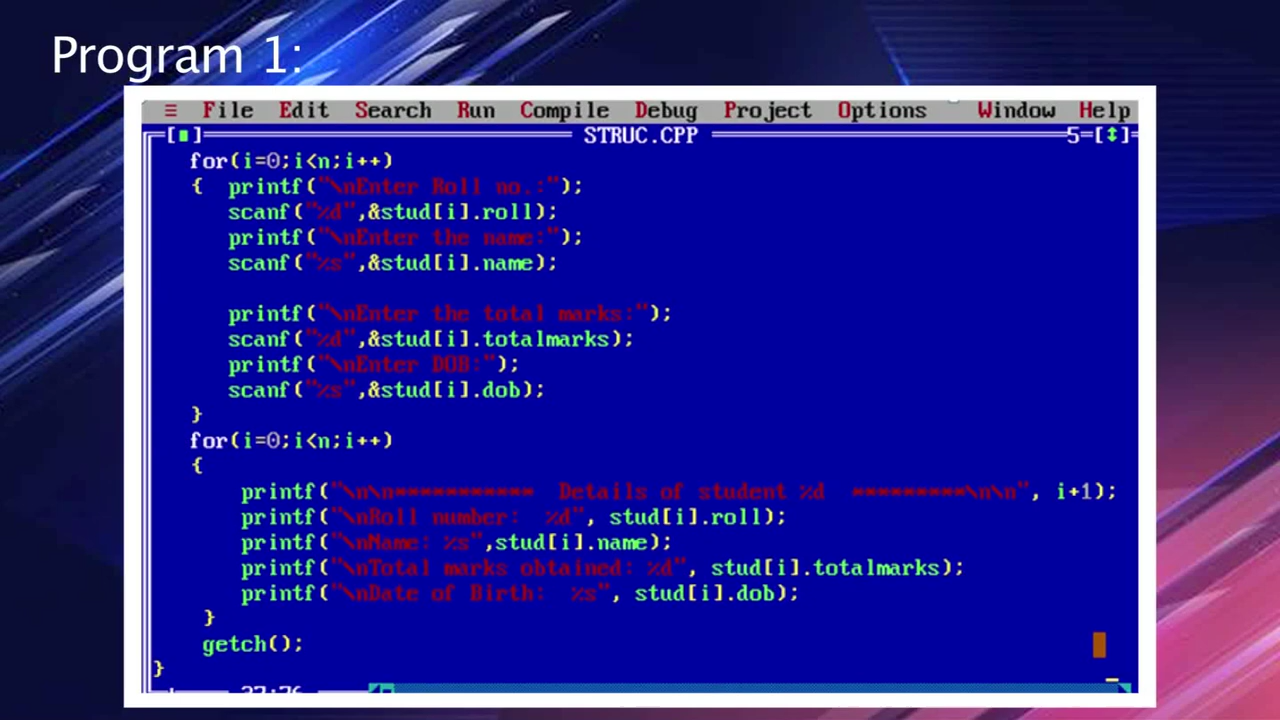 Program 1:
≡ File Edit Search Run Compile Debug Project Options Window Help
[■] STRUC.CPP 5=[↕]
for(i=0;i<n;i++)
{ printf("\nEnter Roll no.:");
scanf("%d",&stud[i].roll);
printf("\nEnter the name:");
scanf("%s",&stud[i].name);
printf("\nEnter the total marks:");
scanf("%d",&stud[i].totalmarks);
printf("\nEnter DOB:");
scanf("%s",&stud[i].dob);
}
for(i=0;i<n;i++)
{
printf("\n\n*********** Details of student %d *********\n\n", i+1);
printf("\nRoll number: %d", stud[i].roll);
printf("\nName: %s",stud[i].name);
printf("\nTotal marks obtained: %d", stud[i].totalmarks);
printf("\nDate of Birth: %s", stud[i].dob);
}
getch();
}